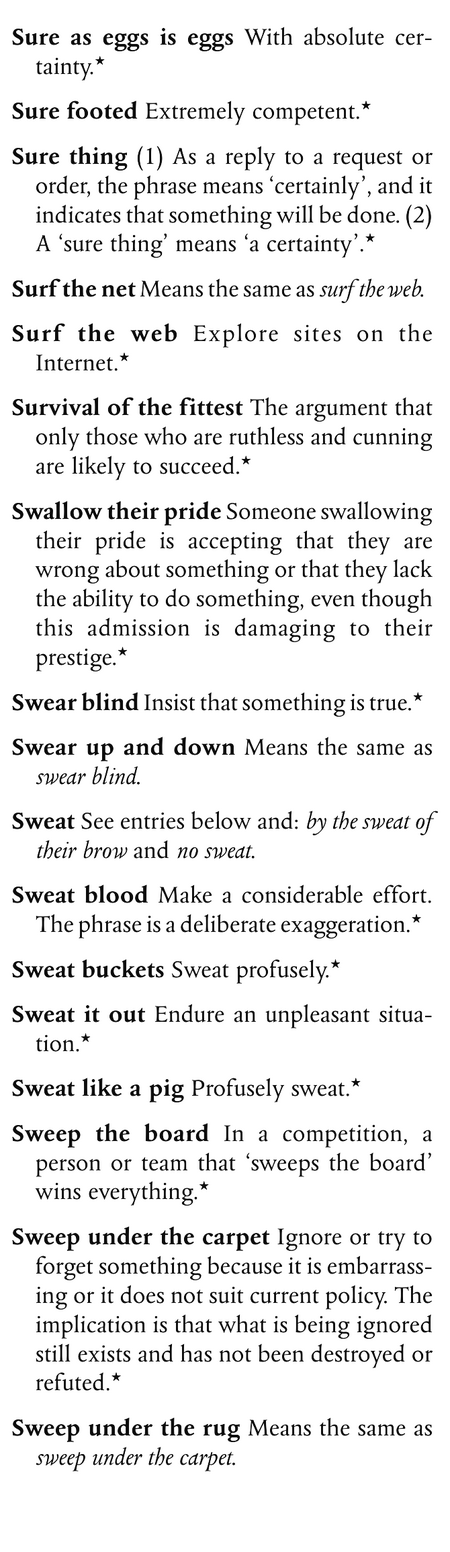 Sure as eggs is eggs With absolute cer-
tainty.★
Sure footed Extremely competent.★
Sure thing (1) As a reply to a request or
order, the phrase means ‘certainly’, and it
indicates that something will be done. (2)
A ‘sure thing’ means ‘a certainty’.★
Surf the net Means the same as surf the web.
Surf the web Explore sites on the
Internet.★
Survival of the fittest The argument that
only those who are ruthless and cunning
are likely to succeed.★
Swallow their pride Someone swallowing
their pride is accepting that they are
wrong about something or that they lack
the ability to do something, even though
this admission is damaging to their
prestige.★
Swear blind Insist that something is true.★
Swear up and down Means the same as
swear blind.
Sweat See entries below and: by the sweat of
their brow and no sweat.
Sweat blood Make a considerable effort.
The phrase is a deliberate exaggeration.★
Sweat buckets Sweat profusely.★
Sweat it out Endure an unpleasant situa-
tion.★
Sweat like a pig Profusely sweat.★
Sweep the board In a competition, a
person or team that ‘sweeps the board’
wins everything.★
Sweep under the carpet Ignore or try to
forget something because it is embarrass-
ing or it does not suit current policy. The
implication is that what is being ignored
still exists and has not been destroyed or
refuted.★
Sweep under the rug Means the same as
sweep under the carpet.